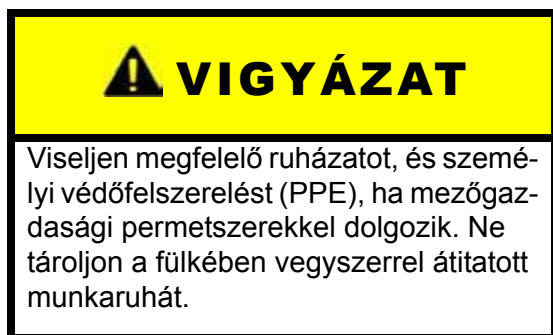 VIGYÁZAT
Viseljen megfelelő ruházatot, és szemé-
lyi védőfelszerelést (PPE), ha mezőgaz-
dasági permetszerekkel dolgozik. Ne
tároljon a fülkében vegyszerrel átitatott
munkaruhát.